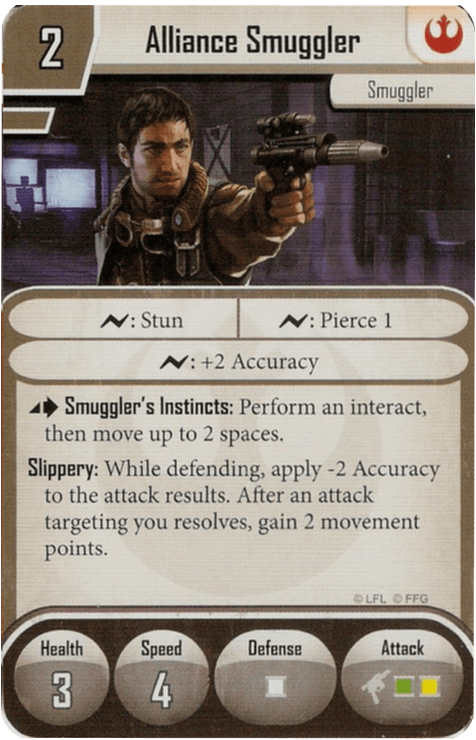 2
Alliance Smuggler
Smuggler
: Stun
: Pierce 1
: +2 Accuracy
Smuggler's Instincts: Perform an interact,
then move up to 2 spaces.
Slippery: While defending, apply -2 Accuracy
to the attack results. After an attack
targeting you resolves, gain 2 movement
points.
© LFL © FFG
Health
3
Speed
4
Defense
Attack